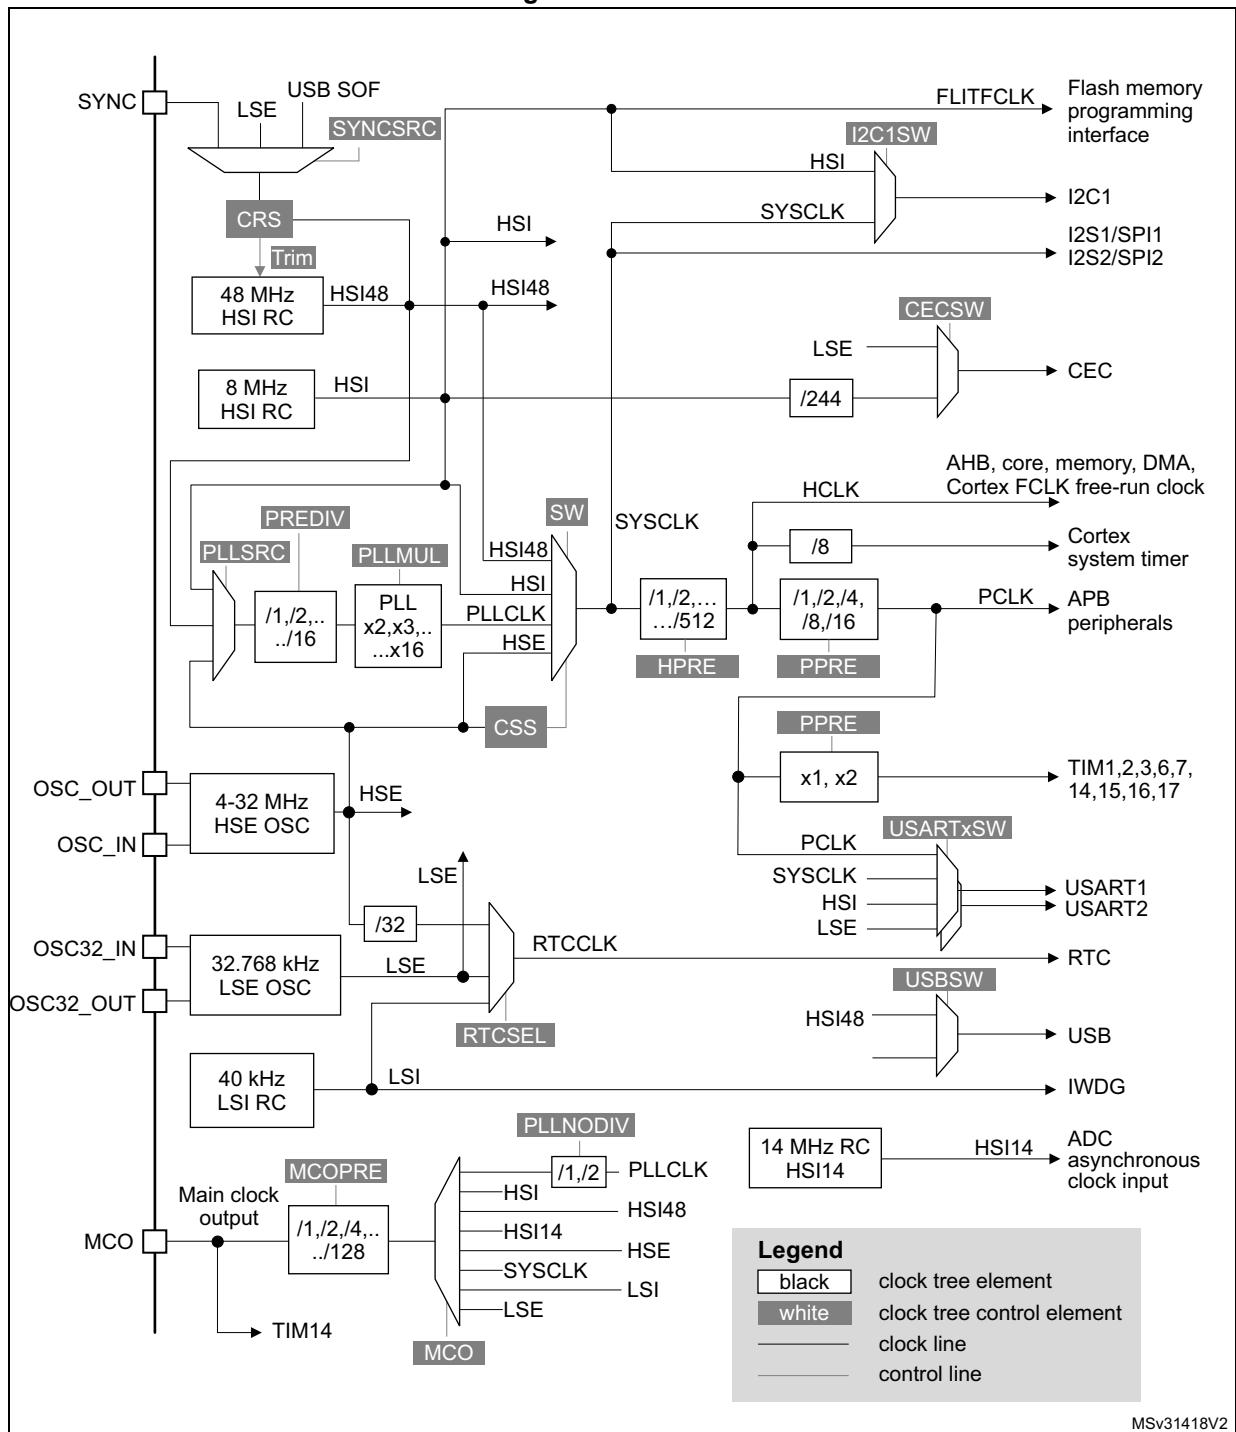 SYNC
LSE
USB SOF
SYNCSRC
CRS
Trim
48 MHz
HSI RC
HSI48
HSI
HSI48
8 MHz
HSI RC
HSI
FLITFCLK
Flash memory
programming
interface
I2C1SW
HSI
SYSCLK
I2C1
I2S1/SPI1
I2S2/SPI2
CECSW
LSE
/244
CEC
AHB, core, memory, DMA,
Cortex FCLK free-run clock
HCLK
/8
Cortex
system timer
PLLSRC
PREDIV
/1,/2,..
../16
PLLMUL
PLL
x2,x3,..
...x16
SW
HSI48
HSI
PLLCLK
HSE
SYSCLK
/1,/2,…
…/512
HPRE
/1,/2,/4,
/8,/16
PPRE
PCLK
APB
peripherals
CSS
PPRE
x1, x2
TIM1,2,3,6,7,
14,15,16,17
OSC_OUT
OSC_IN
4-32 MHz
HSE OSC
HSE
USARTxSW
PCLK
SYSCLK
HSI
LSE
USART1
USART2
LSE
/32
OSC32_IN
OSC32_OUT
32.768 kHz
LSE OSC
LSE
RTCCLK
RTC
RTCSEL
USBSW
HSI48
USB
40 kHz
LSI RC
LSI
IWDG
14 MHz RC
HSI14
HSI14
ADC
asynchronous
clock input
PLLNODIV
/1,/2
PLLCLK
HSI
HSI48
HSI14
HSE
SYSCLK
LSI
LSE
MCO
MCOPRE
/1,/2,/4,..
../128
Main clock
output
MCO
TIM14
Legend
black
clock tree element
white
clock tree control element
clock line
control line
MSv31418V2